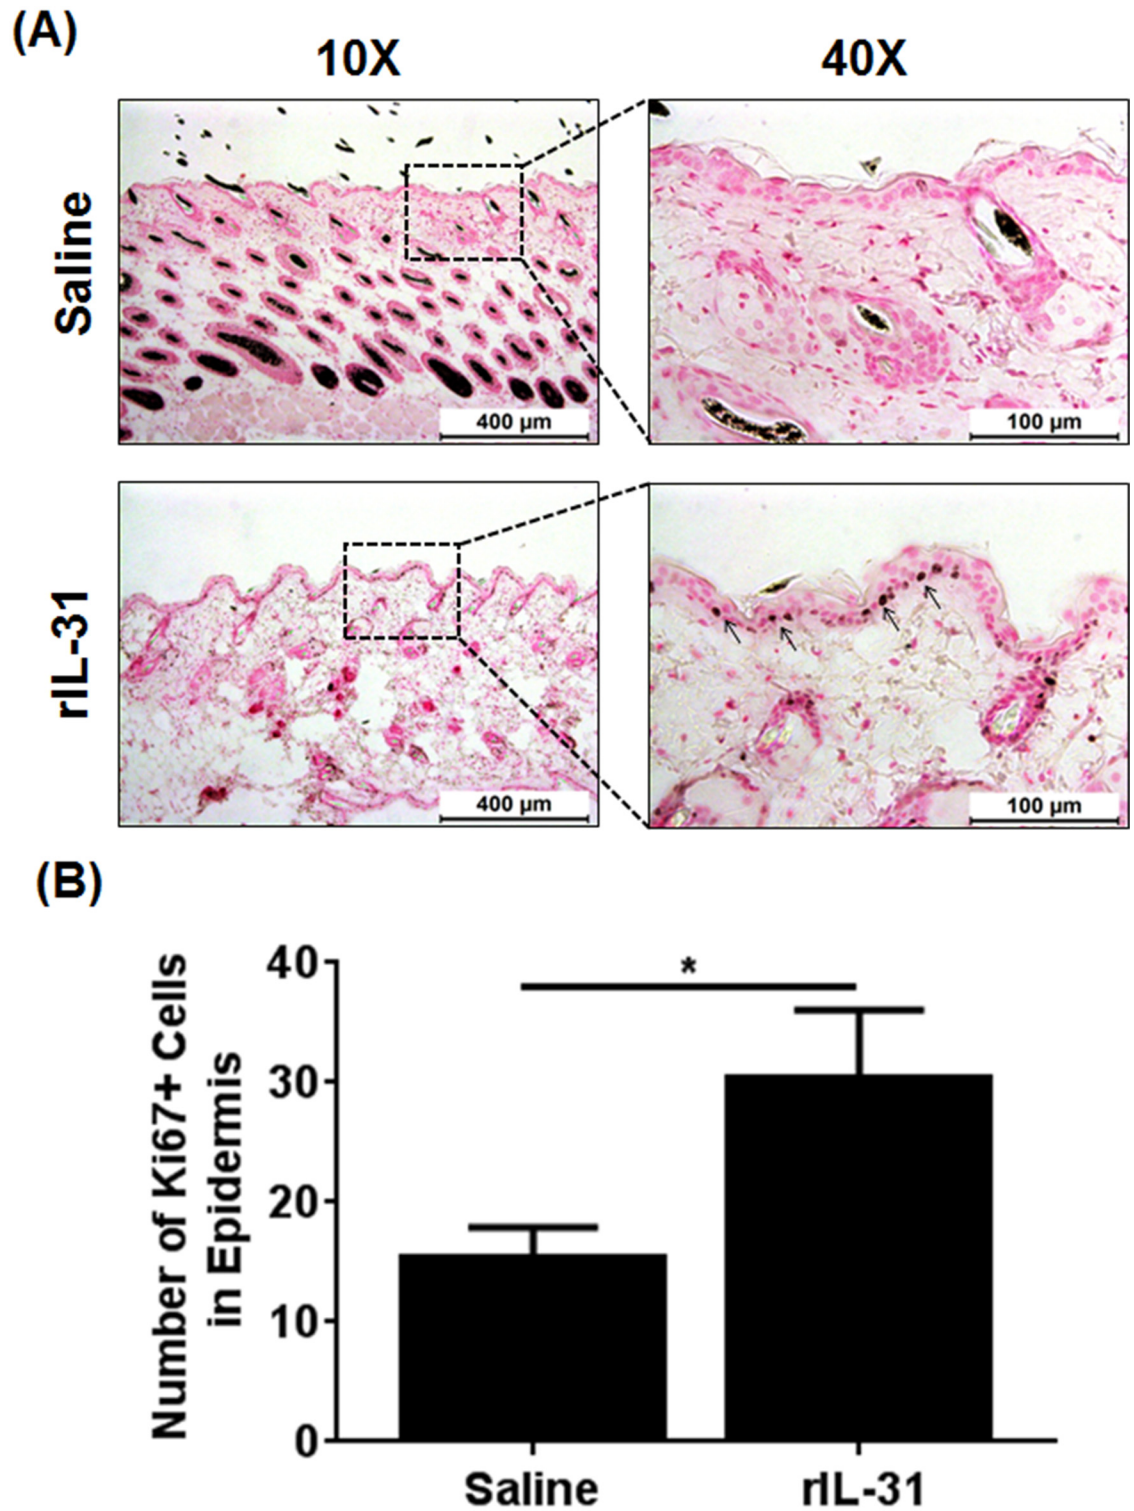 (A)
10X
40X
Saline
400 µm
100 µm
rIL-31
400 µm
100 µm
(B)
Number of Ki67+ Cells
in Epidermis
40
30
20
10
0
*
Saline
rIL-31